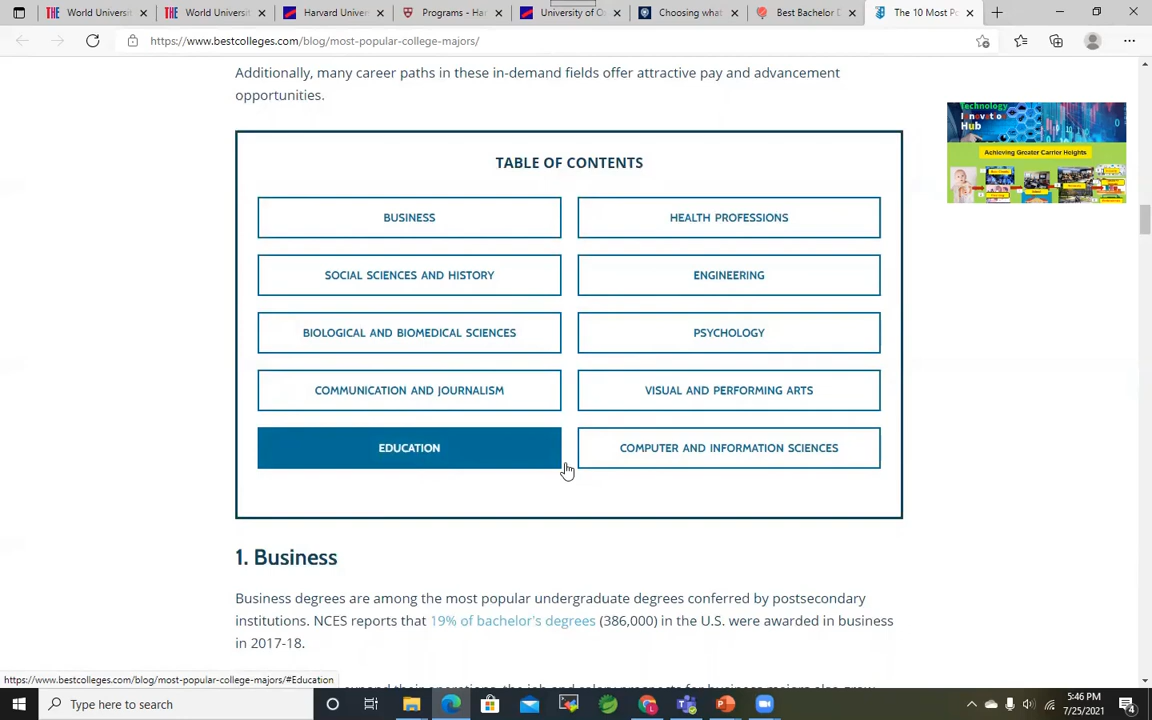 World Universit
World Universit
Harvard Univer
Programs - Har
University of O
Choosing what
Best Bachelor D
The 10 Most Po
https://www.bestcolleges.com/blog/most-popular-college-majors/
Additionally, many career paths in these in-demand fields offer attractive pay and advancement
opportunities.
Technology
Innovation
Hub
Achieving Greater Carrier Heights
TABLE OF CONTENTS
BUSINESS
HEALTH PROFESSIONS
SOCIAL SCIENCES AND HISTORY
ENGINEERING
BIOLOGICAL AND BIOMEDICAL SCIENCES
PSYCHOLOGY
COMMUNICATION AND JOURNALISM
VISUAL AND PERFORMING ARTS
EDUCATION
COMPUTER AND INFORMATION SCIENCES
1. Business
Business degrees are among the most popular undergraduate degrees conferred by postsecondary
institutions. NCES reports that 19% of bachelor's degrees (386,000) in the U.S. were awarded in business
in 2017-18.
https://www.bestcolleges.com/blog/most-popular-college-majors/#Education
Type here to search
5:46 PM
7/25/2021
4